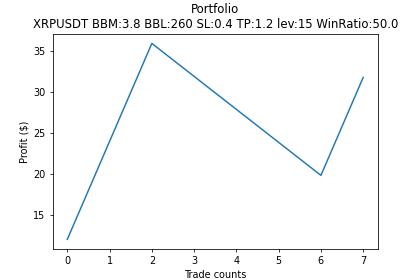 Portfolio
XRPUSDT BBM:3.8 BBL:260 SL:0.4 TP:1.2 lev:15 WinRatio:50.0
35
30
25
20
15
Profit ($)
0 1 2 3 4 5 6 7
Trade counts